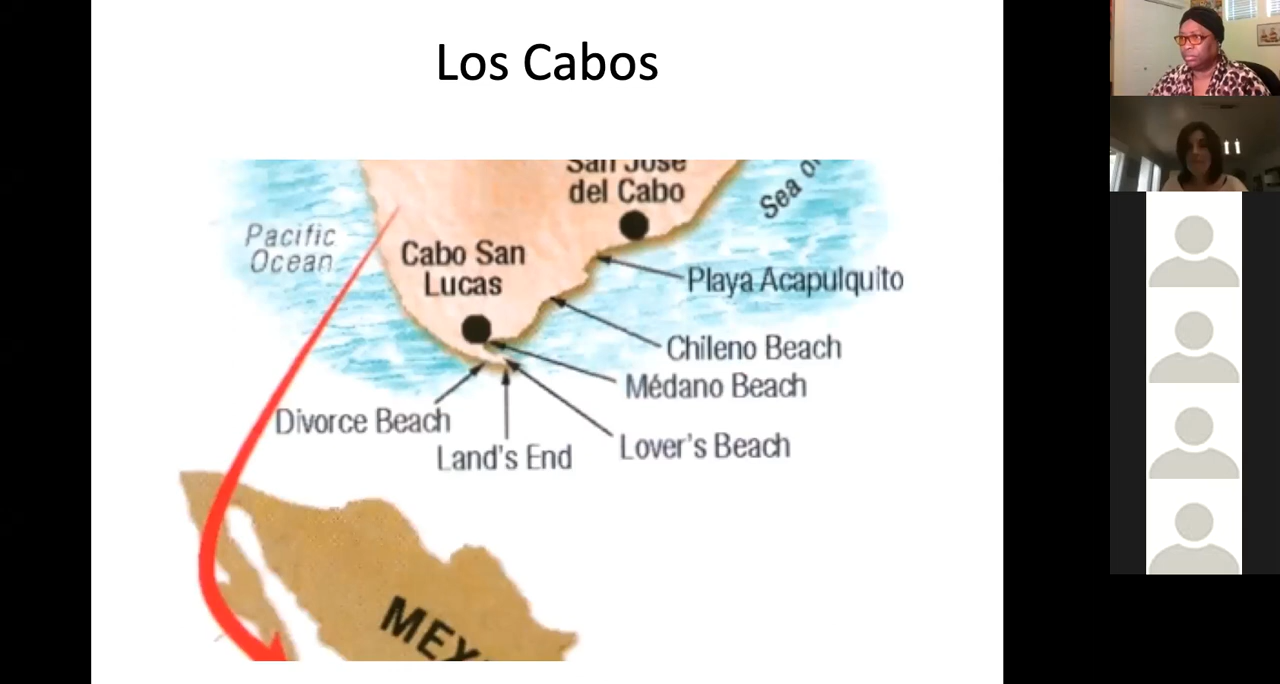 Los Cabos
San José
del Cabo
Sea of
Pacific
Ocean
Cabo San
Lucas
Playa Acapulquito
Chileno Beach
Médano Beach
Divorce Beach
Lover's Beach
Land's End